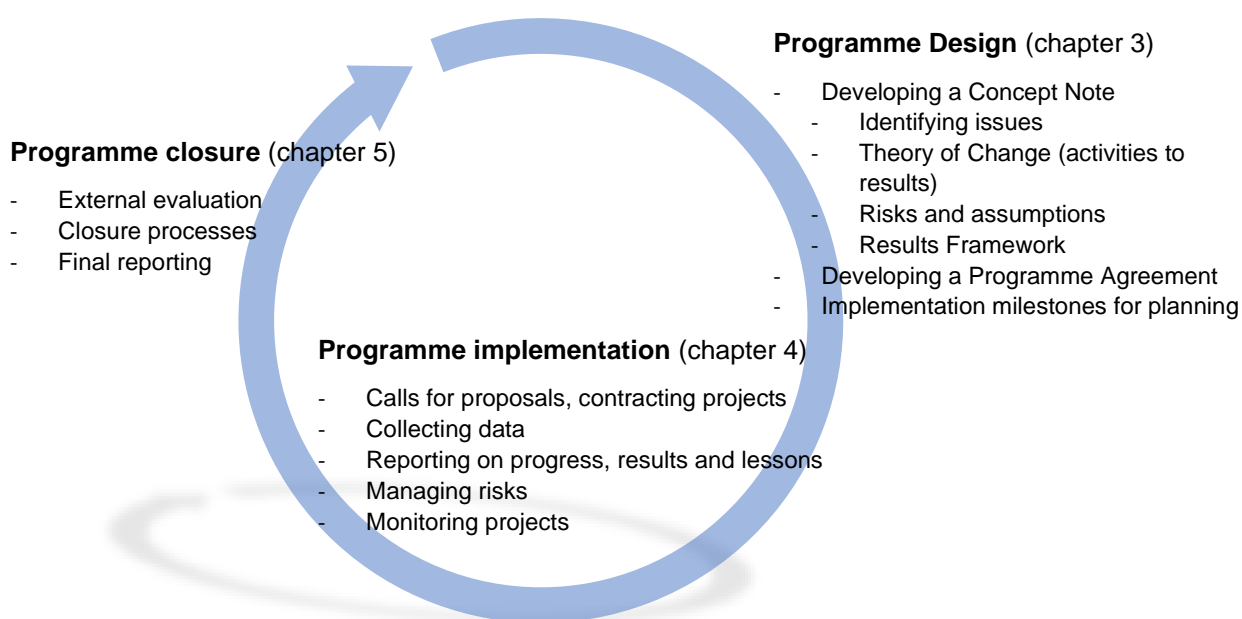 Programme Design (chapter 3)
- Developing a Concept Note
- Identifying issues
- Theory of Change (activities to
results)
- Risks and assumptions
- Results Framework
- Developing a Programme Agreement
- Implementation milestones for planning
Programme implementation (chapter 4)
- Calls for proposals, contracting projects
- Collecting data
- Reporting on progress, results and lessons
- Managing risks
- Monitoring projects
Programme closure (chapter 5)
- External evaluation
- Closure processes
- Final reporting